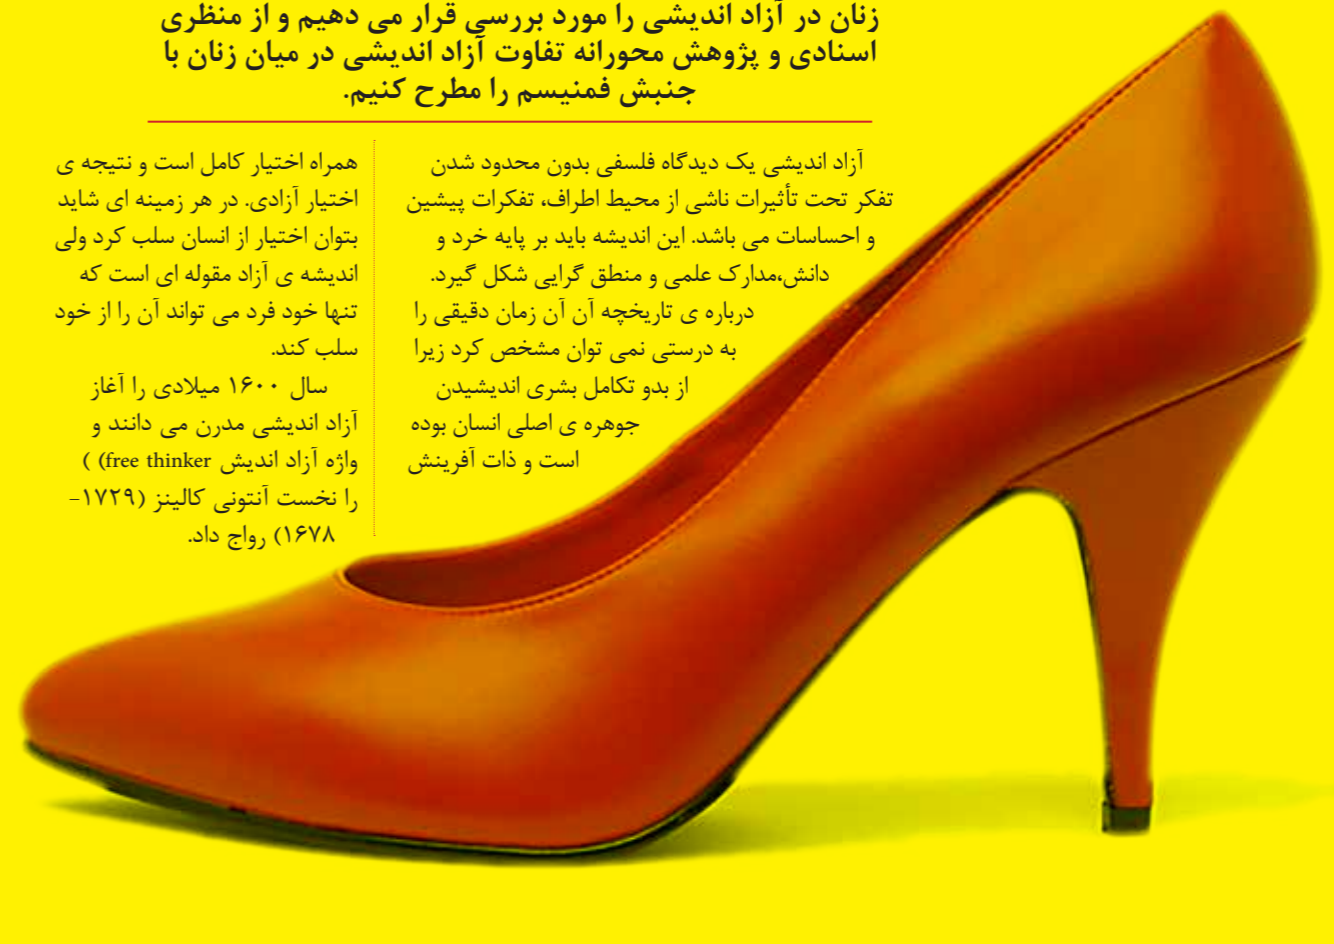 زنان در آزاد اندیشی را مورد بررسی قرار می دهیم و از منظری
اسنادی و پژوهش محورانه تفاوت آزاد اندیشی در میان زنان با
جنبش فمنیسم را مطرح کنیم.
آزاد اندیشی یک دیدگاه فلسفی بدون محدود شدن
تفکر تحت تأثیرات ناشی از محیط اطراف، تفکرات پیشین
و احساسات می باشد. این اندیشه باید بر پایه خرد و
دانش،مدارک علمی و منطق گرایی شکل گیرد.
درباره ی تاریخچه آن آن زمان دقیقی را
به درستی نمی توان مشخص کرد زیرا
از بدو تکامل بشری اندیشیدن
جوهره ی اصلی انسان بوده
است و ذات آفرینش
همراه اختیار کامل است و نتیجه ی
اختیار آزادی. در هر زمینه ای شاید
بتوان اختیار از انسان سلب کرد ولی
اندیشه ی آزاد مقوله ای است که
تنها خود فرد می تواند آن را از خود
سلب کند.
سال ۱۶۰۰ میلادی را آغاز
آزاد اندیشی مدرن می دانند و
واژه آزاد اندیش free thinker) )
را نخست آنتونی کالینز (۱۷۲۹-
۱۶۷۸) رواج داد.